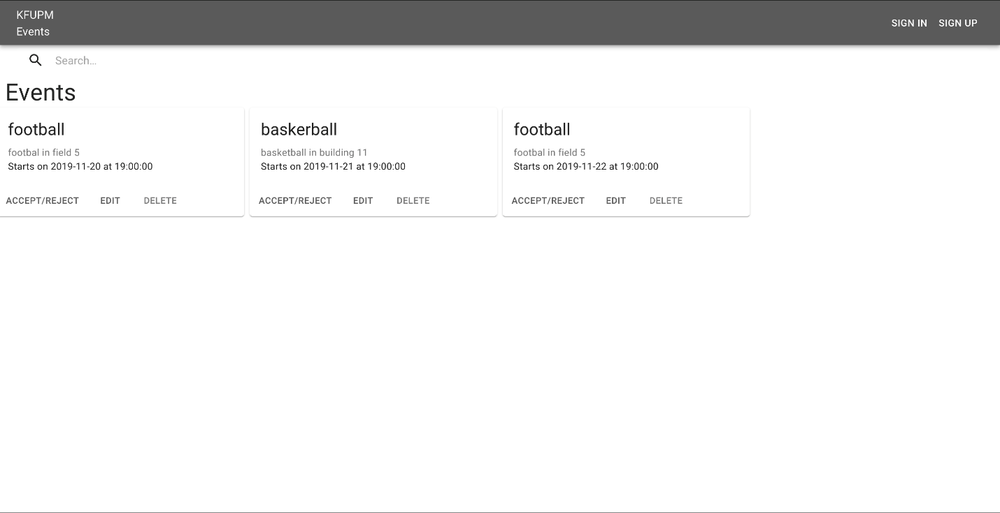 KFUPM
Events
SIGN IN SIGN UP
Search...
Events
football
footbal in field 5
Starts on 2019-11-20 at 19:00:00
ACCEPT/REJECT EDIT DELETE
baskerball
basketball in building 11
Starts on 2019-11-21 at 19:00:00
ACCEPT/REJECT EDIT DELETE
football
footbal in field 5
Starts on 2019-11-22 at 19:00:00
ACCEPT/REJECT EDIT DELETE